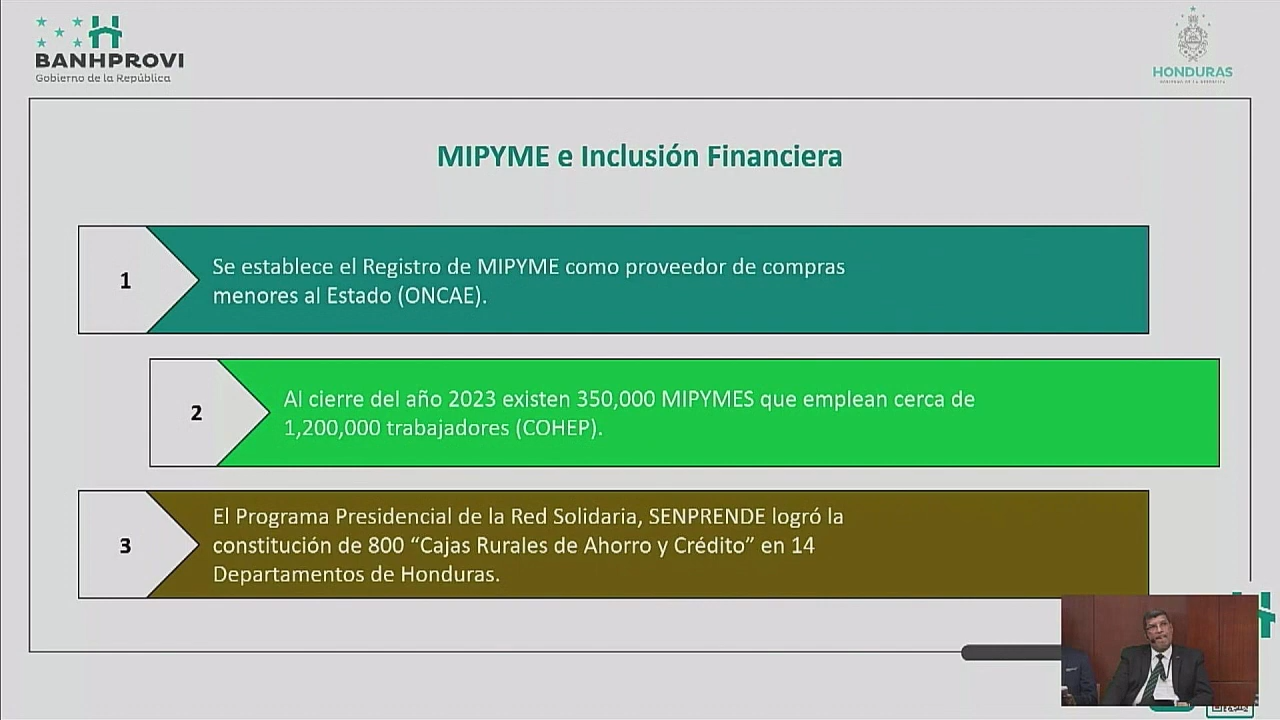 BANHPROVI
Gobierno de la República
HONDURAS
MIPYME e Inclusión Financiera
1
Se establece el Registro de MIPYME como proveedor de compras
menores al Estado (ONCAE).
2
Al cierre del año 2023 existen 350,000 MIPYMES que emplean cerca de
1,200,000 trabajadores (COHEP).
3
El Programa Presidencial de la Red Solidaria, SENPRENDE logró la
constitución de 800 “Cajas Rurales de Ahorro y Crédito” en 14
Departamentos de Honduras.